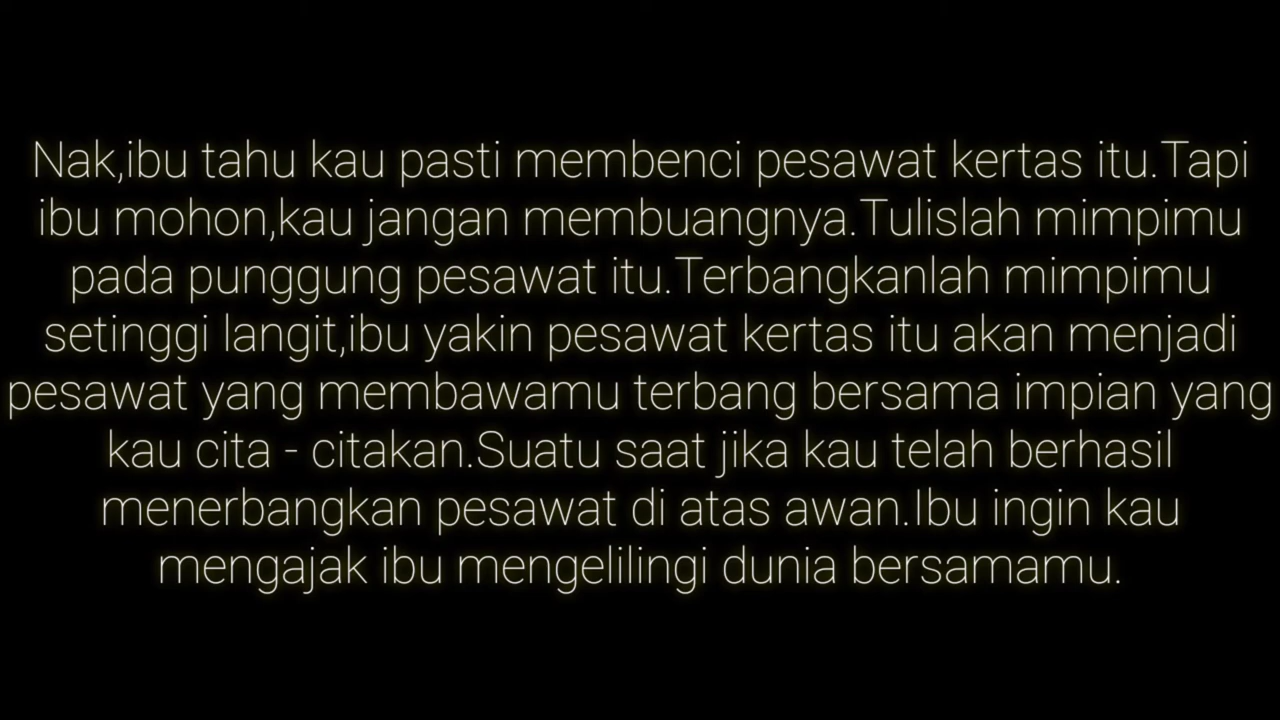 Nak,ibu tahu kau pasti membenci pesawat kertas itu.Tapi
ibu mohon,kau jangan membuangnya.Tulislah mimpimu
pada punggung pesawat itu.Terbangkanlah mimpimu
setinggi langit,ibu yakin pesawat kertas itu akan menjadi
pesawat yang membawamu terbang bersama impian yang
kau cita - citakan.Suatu saat jika kau telah berhasil
menerbangkan pesawat di atas awan.Ibu ingin kau
mengajak ibu mengelilingi dunia bersamamu.